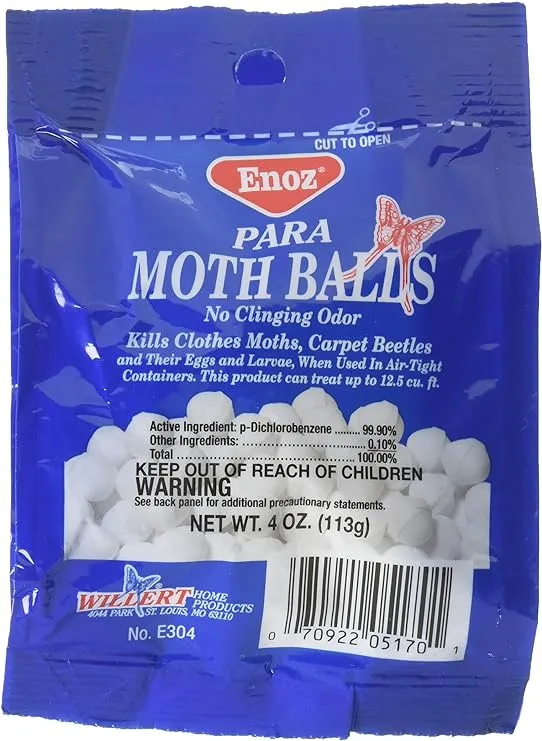 CUT TO OPEN
Enoz®
PARA
MOTH BALLS
No Clinging Odor
Kills Clothes Moths, Carpet Beetles
and Their Eggs and Larvae, When Used In Air-Tight
Containers. This product can treat up to 12.5 cu. ft.
Active Ingredient: p-Dichlorobenzene ......... 99.90%
Other Ingredients: ............................ 0.10%
Total ............................................ 100.00%
KEEP OUT OF REACH OF CHILDREN
WARNING
See back panel for additional precautionary statements.
NET WT. 4 OZ. (113g)
WILLERT HOME
PRODUCTS
4044 PARK ST. LOUIS, MO 63110
No. E304
0 70922 05170 1